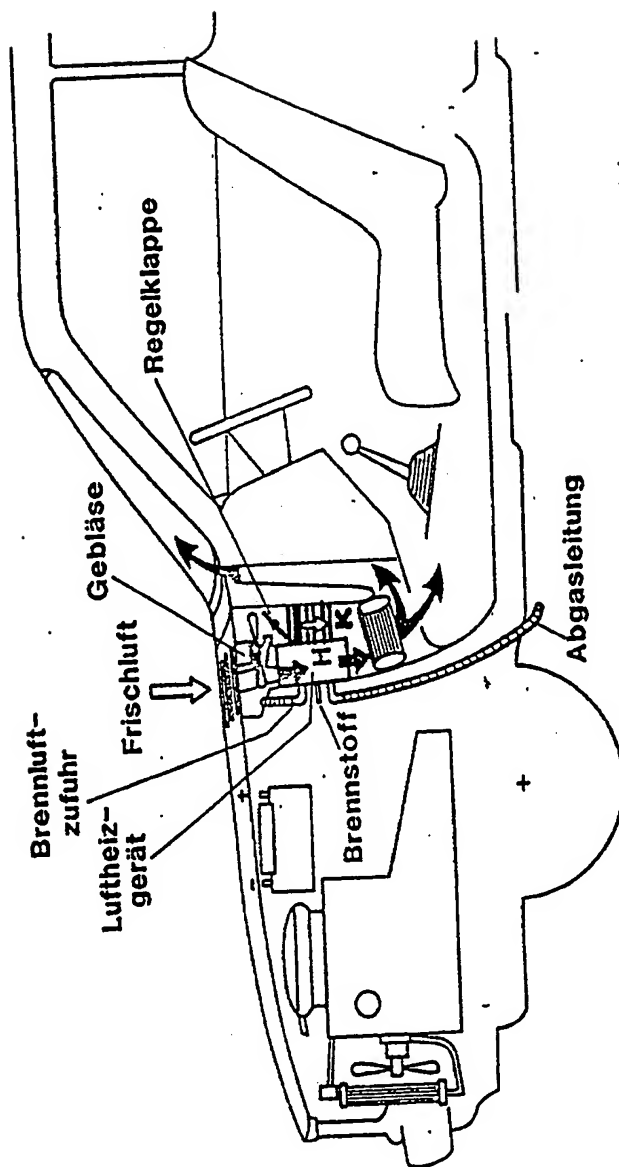 Brennluft-
zufuhr
Luftheiz-
gerät
Frischluft
Gebläse
Regelklappe
H
K
Brennstoff
Abgasleitung